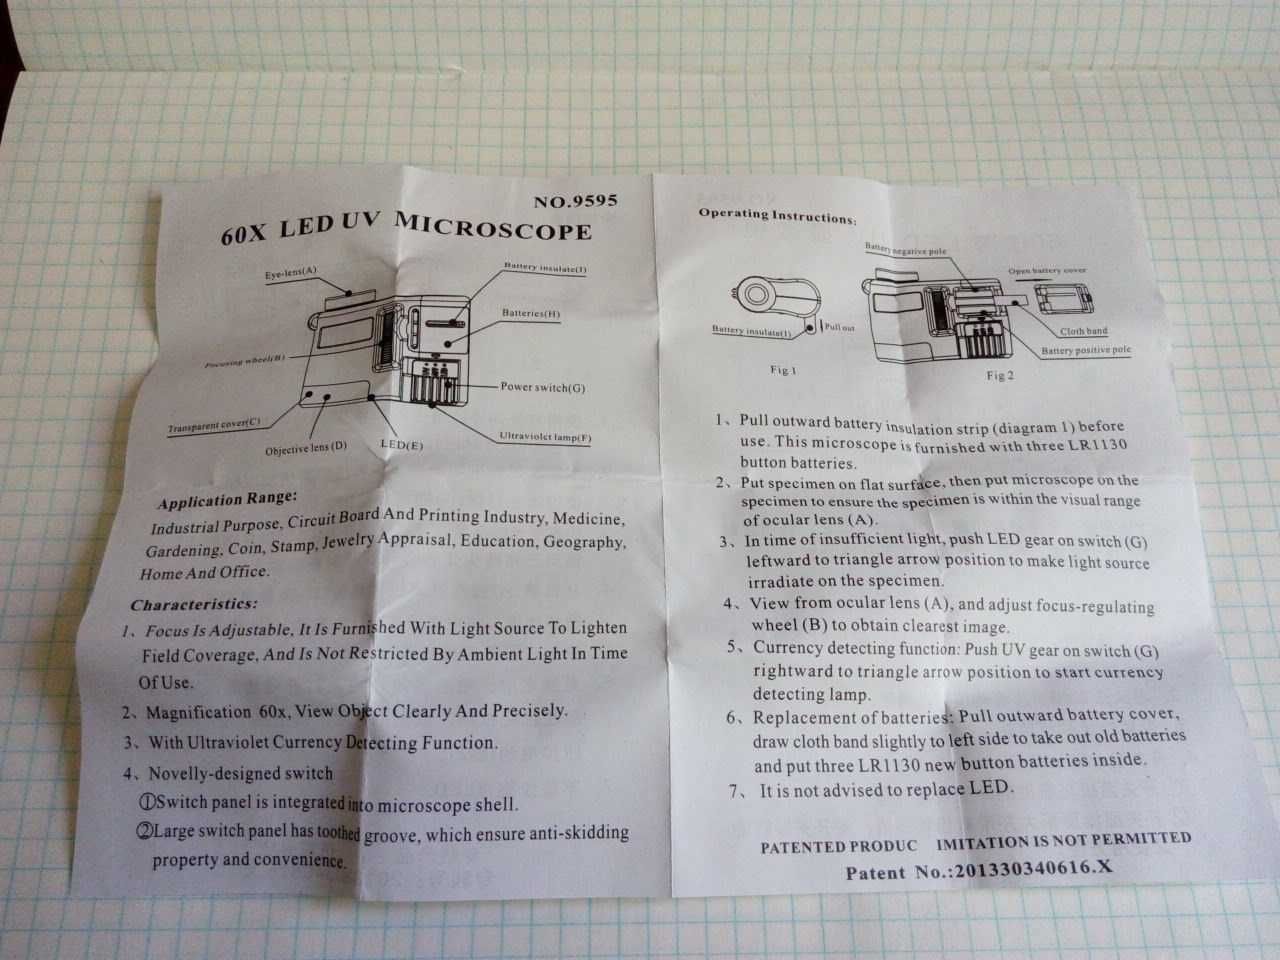 NO.9595
60X LED UV MICROSCOPE
Eye-lens(A)
Battery insulate(I)
Batteries(H)
Focusing wheel(B)
Power switch(G)
Transparent cover(C)
Objective lens (D)
LED(E)
Ultraviolet lamp(F)
Application Range:
Industrial Purpose, Circuit Board And Printing Industry, Medicine,
Gardening, Coin, Stamp, Jewelry Appraisal, Education, Geography,
Home And Office.
Characteristics:
1、Focus Is Adjustable, It Is Furnished With Light Source To Lighten
Field Coverage, And Is Not Restricted By Ambient Light In Time
Of Use.
2、Magnification 60x, View Object Clearly And Precisely.
3、With Ultraviolet Currency Detecting Function.
4、Novelly-designed switch
①Switch panel is integrated into microscope shell.
②Large switch panel has toothed groove, which ensure anti-skidding
property and convenience.
Operating Instructions:
Battery negative pole
Open battery cover
Battery insulate(I)
Pull out
Cloth band
Battery positive pole
Fig 1
Fig 2
1、Pull outward battery insulation strip (diagram 1) before
use. This microscope is furnished with three LR1130
button batteries.
2、Put specimen on flat surface, then put microscope on the
specimen to ensure the specimen is within the visual range
of ocular lens (A).
3、In time of insufficient light, push LED gear on switch (G)
leftward to triangle arrow position to make light source
irradiate on the specimen.
4、View from ocular lens (A), and adjust focus-regulating
wheel (B) to obtain clearest image.
5、Currency detecting function: Push UV gear on switch (G)
rightward to triangle arrow position to start currency
detecting lamp.
6、Replacement of batteries: Pull outward battery cover,
draw cloth band slightly to left side to take out old batteries
and put three LR1130 new button batteries inside.
7、It is not advised to replace LED.
PATENTED PRODUC IMITATION IS NOT PERMITTED
Patent No.:201330340616.X